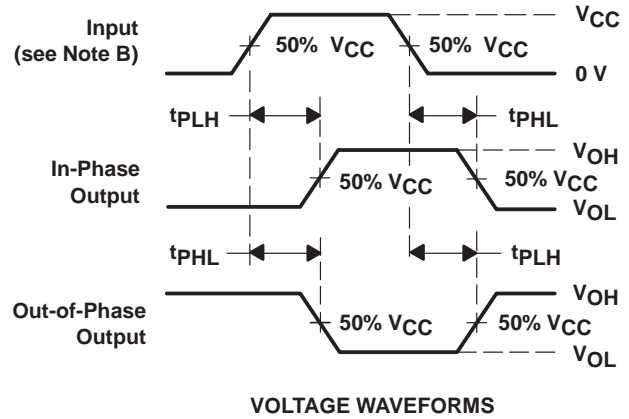 Input
(see Note B)
50% VCC
50% VCC
VCC
0 V
tPLH
tPHL
In-Phase
Output
50% VCC
50% VCC
VOH
VOL
tPHL
tPLH
Out-of-Phase
Output
50% VCC
50% VCC
VOH
VOL
VOLTAGE WAVEFORMS